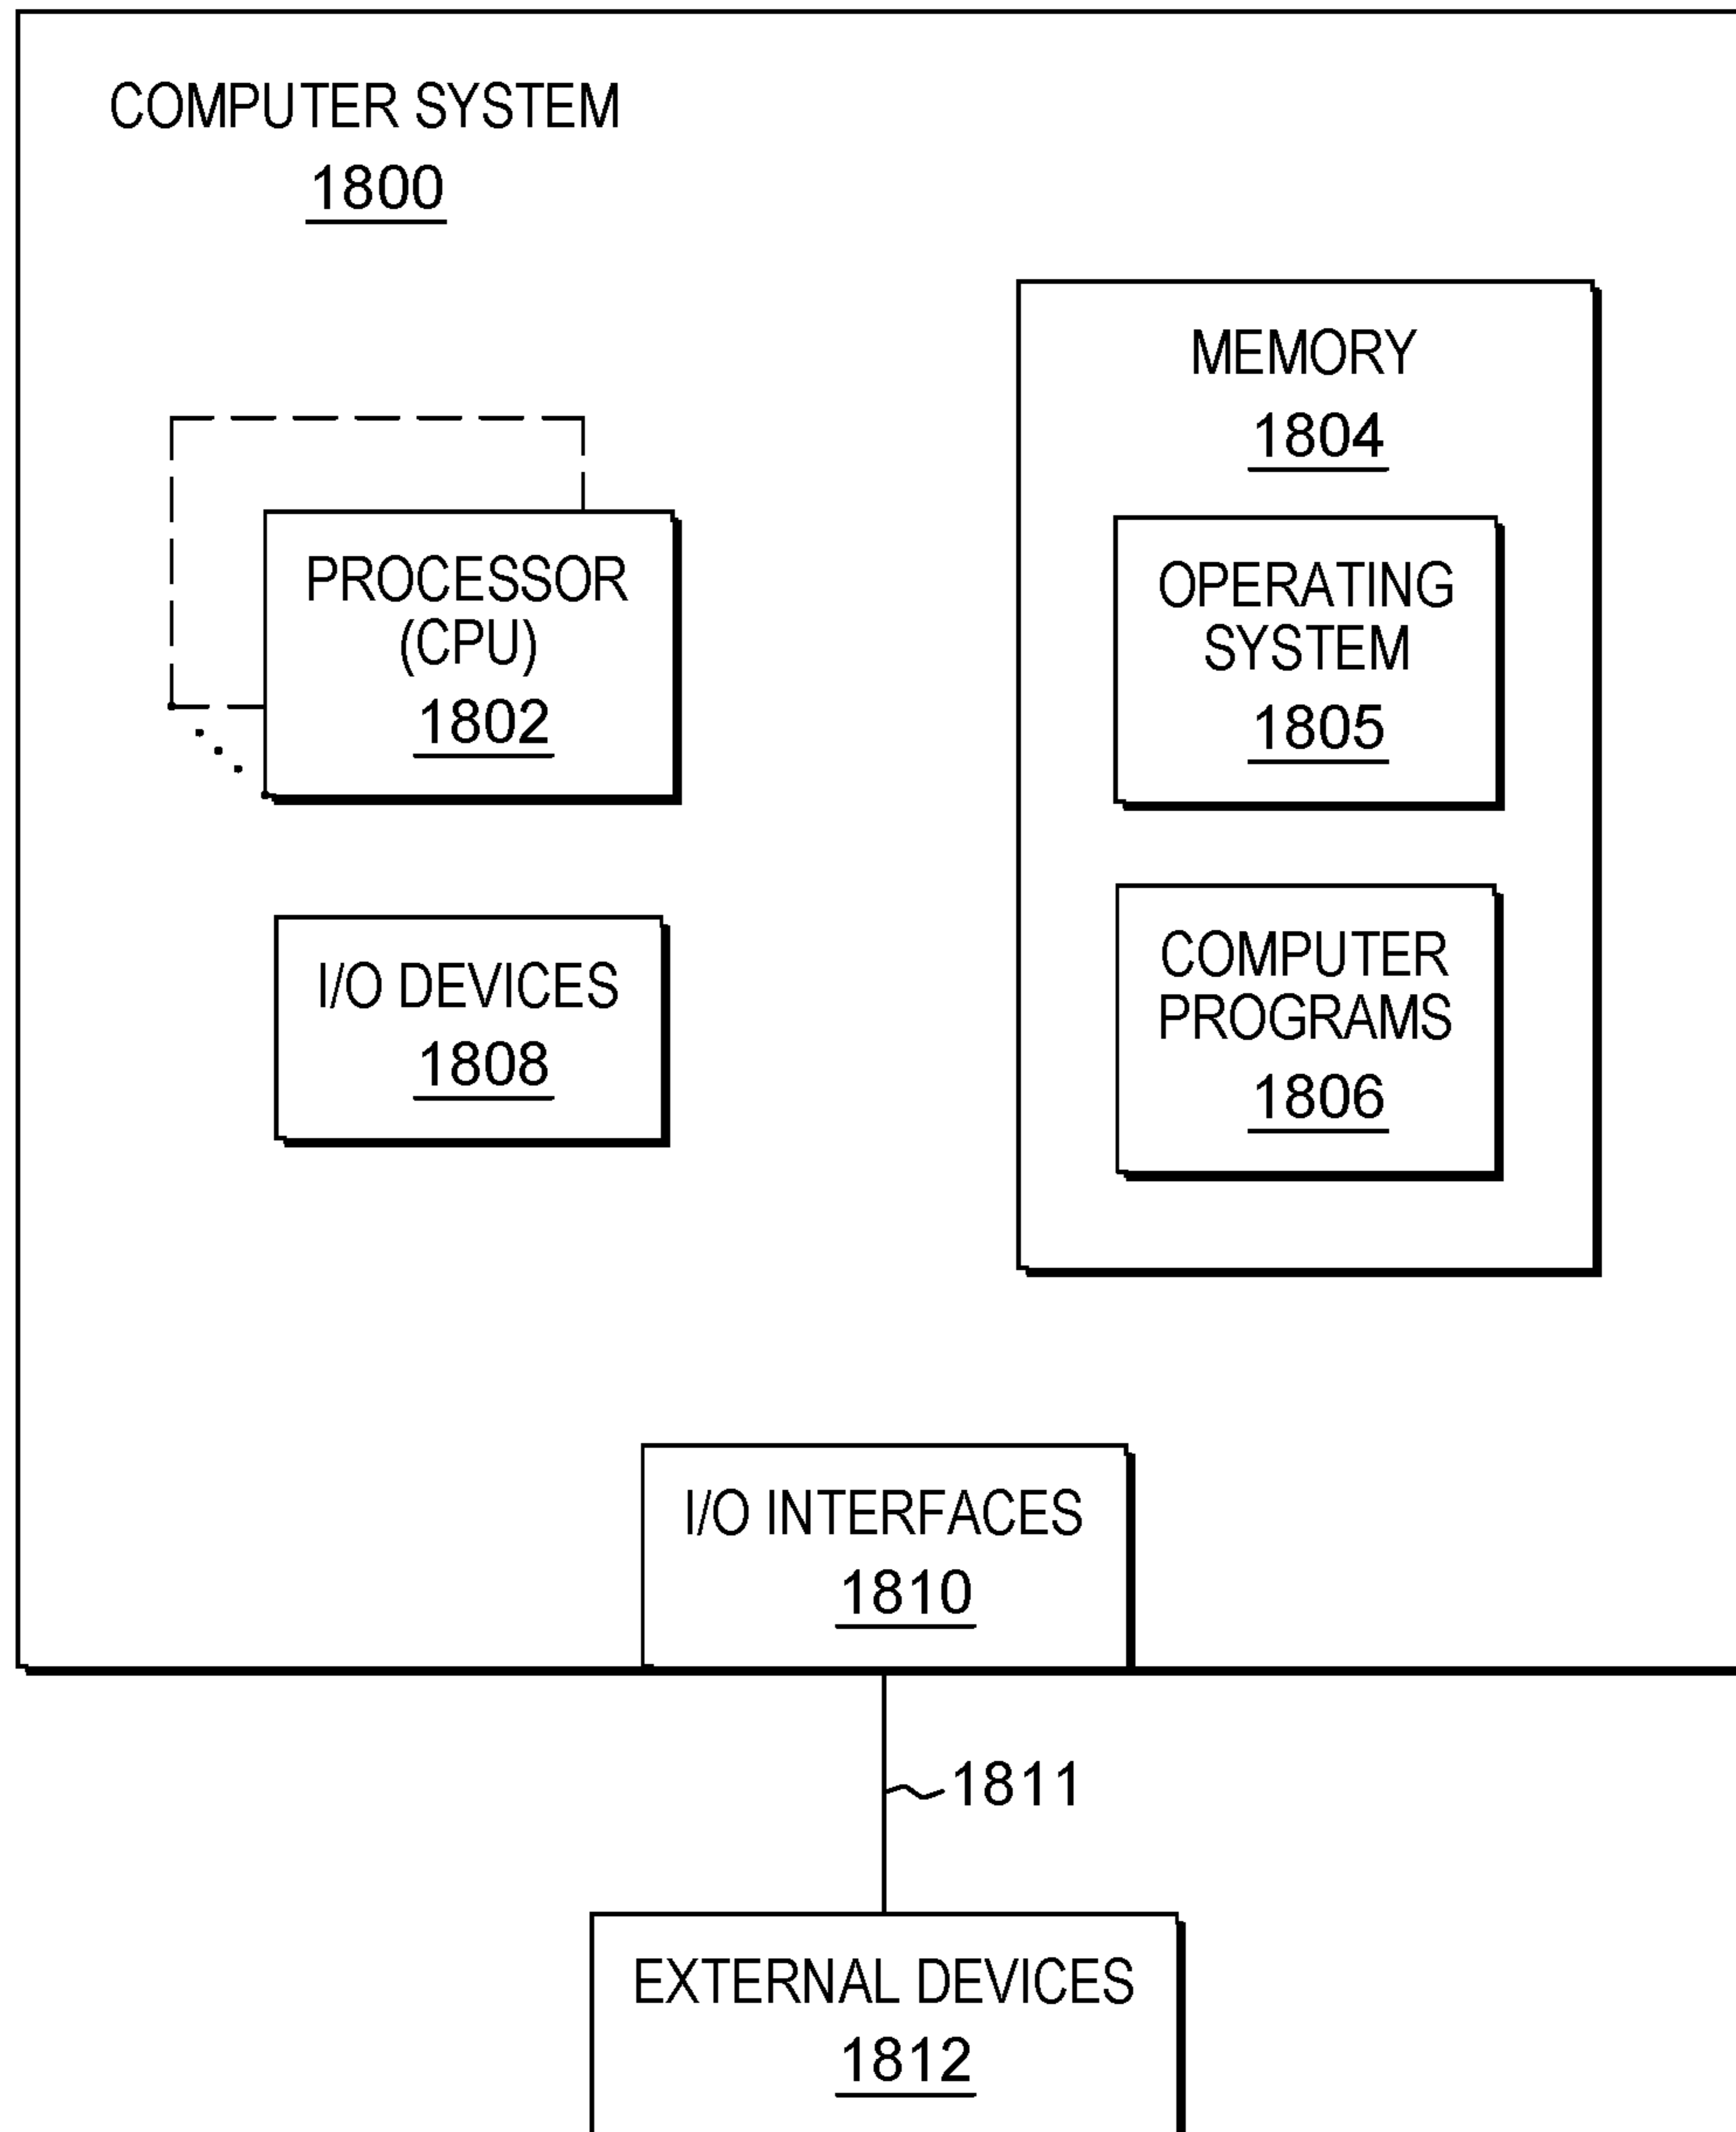 COMPUTER SYSTEM
1800
MEMORY
1804
PROCESSOR
(CPU)
1802
OPERATING
SYSTEM
1805
I/O DEVICES
1808
COMPUTER
PROGRAMS
1806
I/O INTERFACES
1810
1811
EXTERNAL DEVICES
1812